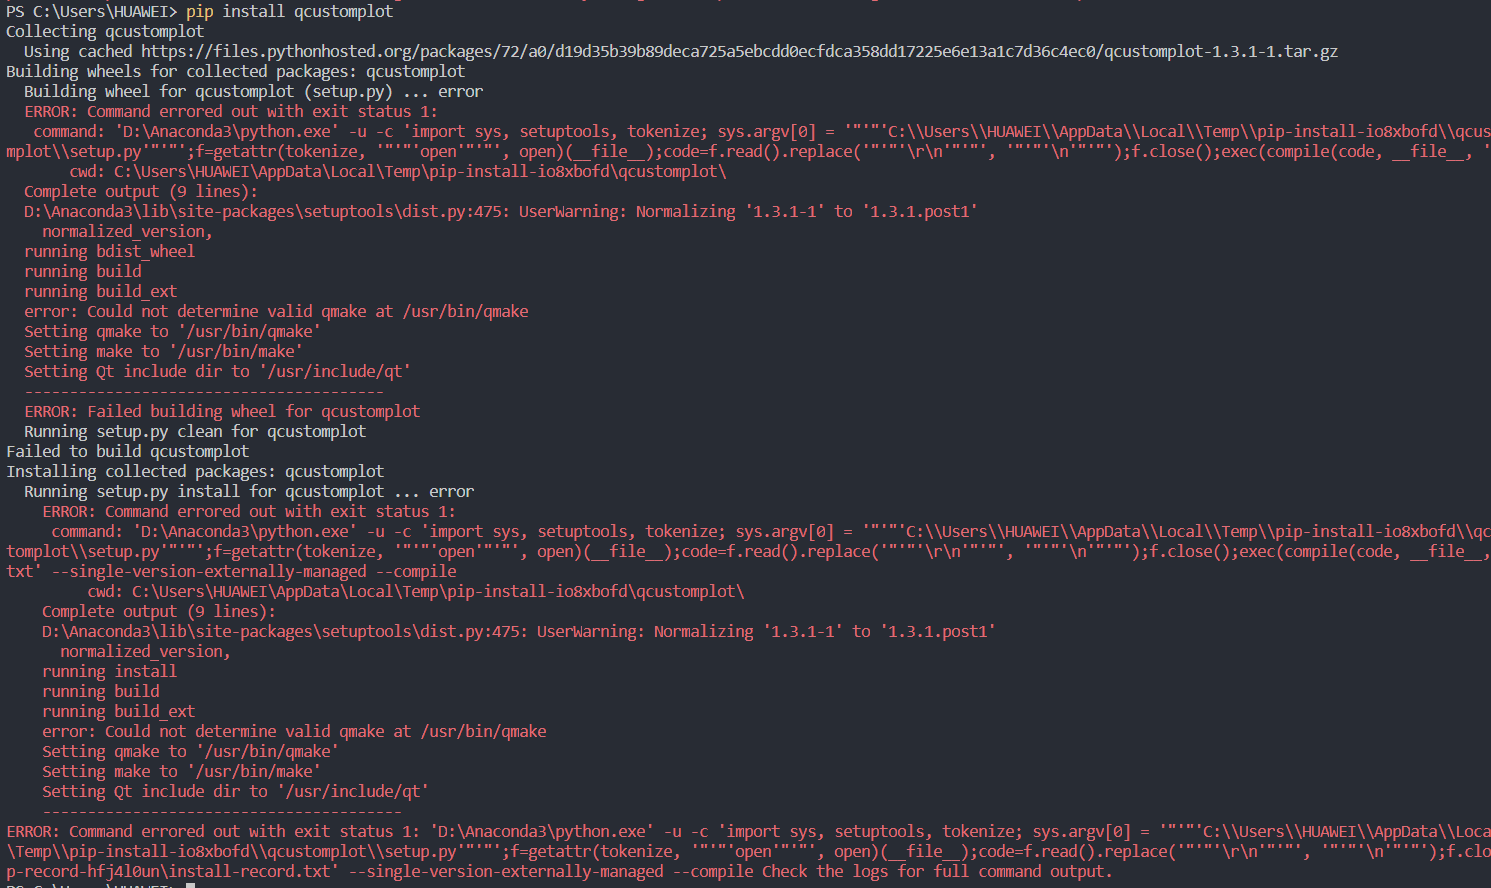 PS C:\Users\HUAWEI> pip install qcustomplot
Collecting qcustomplot
  Using cached https://files.pythonhosted.org/packages/72/a0/d19d35b39b89deca725a5ebcdd0ecfdca358dd17225e6e13a1c7d36c4ec0/qcustomplot-1.3.1-1.tar.gz
Building wheels for collected packages: qcustomplot
  Building wheel for qcustomplot (setup.py) ... error
  ERROR: Command errored out with exit status 1:
   command: 'D:\Anaconda3\python.exe' -u -c 'import sys, setuptools, tokenize; sys.argv[0] = '"'"'C:\\Users\\HUAWEI\\AppData\\Local\\Temp\\pip-install-io8xbofd\\qcus
mplot\\setup.py'"'"';f=getattr(tokenize, '"'"'open'"'"', open)(__file__);code=f.read().replace('"'"'\r\n'"'"', '"'"'\n'"'"');f.close();exec(compile(code, __file__, '
       cwd: C:\Users\HUAWEI\AppData\Local\Temp\pip-install-io8xbofd\qcustomplot\
  Complete output (9 lines):
  D:\Anaconda3\lib\site-packages\setuptools\dist.py:475: UserWarning: Normalizing '1.3.1-1' to '1.3.1.post1'
    normalized_version,
  running bdist_wheel
  running build
  running build_ext
  error: Could not determine valid qmake at /usr/bin/qmake
  Setting qmake to '/usr/bin/qmake'
  Setting make to '/usr/bin/make'
  Setting Qt include dir to '/usr/include/qt'
  ----------------------------------------
  ERROR: Failed building wheel for qcustomplot
  Running setup.py clean for qcustomplot
Failed to build qcustomplot
Installing collected packages: qcustomplot
  Running setup.py install for qcustomplot ... error
    ERROR: Command errored out with exit status 1:
     command: 'D:\Anaconda3\python.exe' -u -c 'import sys, setuptools, tokenize; sys.argv[0] = '"'"'C:\\Users\\HUAWEI\\AppData\\Local\\Temp\\pip-install-io8xbofd\\qc
tomplot\\setup.py'"'"';f=getattr(tokenize, '"'"'open'"'"', open)(__file__);code=f.read().replace('"'"'\r\n'"'"', '"'"'\n'"'"');f.close();exec(compile(code, __file__,
txt' --single-version-externally-managed --compile
         cwd: C:\Users\HUAWEI\AppData\Local\Temp\pip-install-io8xbofd\qcustomplot\
    Complete output (9 lines):
    D:\Anaconda3\lib\site-packages\setuptools\dist.py:475: UserWarning: Normalizing '1.3.1-1' to '1.3.1.post1'
      normalized_version,
    running install
    running build
    running build_ext
    error: Could not determine valid qmake at /usr/bin/qmake
    Setting qmake to '/usr/bin/qmake'
    Setting make to '/usr/bin/make'
    Setting Qt include dir to '/usr/include/qt'
    ----------------------------------------
ERROR: Command errored out with exit status 1: 'D:\Anaconda3\python.exe' -u -c 'import sys, setuptools, tokenize; sys.argv[0] = '"'"'C:\\Users\\HUAWEI\\AppData\\Loca
\Temp\\pip-install-io8xbofd\\qcustomplot\\setup.py'"'"';f=getattr(tokenize, '"'"'open'"'"', open)(__file__);code=f.read().replace('"'"'\r\n'"'"', '"'"'\n'"'"');f.clo
p-record-hfj4l0un\install-record.txt' --single-version-externally-managed --compile Check the logs for full command output.
PS C:\Users\HUAWEI>